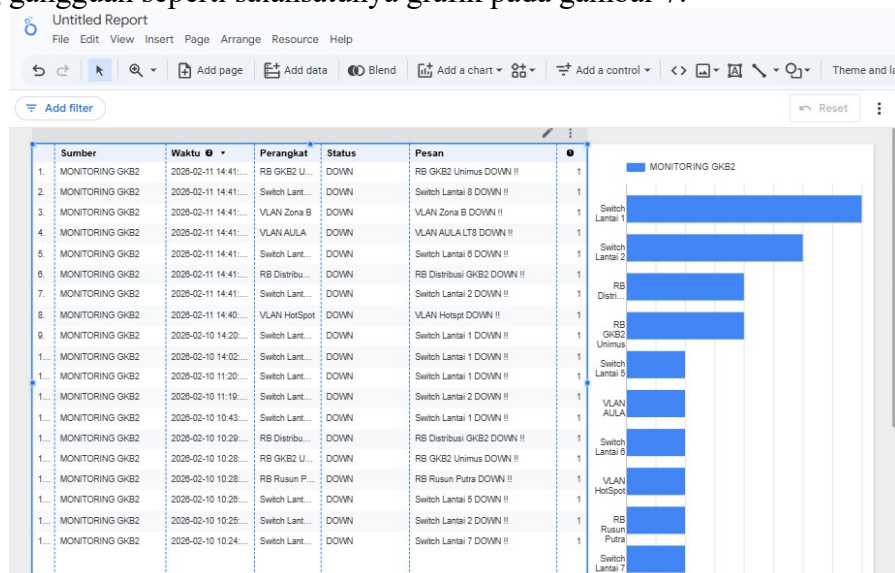 gangguan seperti salahsatunya grafik pada gambar 7.
Untitled Report
File Edit View Insert Page Arrange Resource Help
Add page Add data Blend Add a chart Add a control Theme and la
Add filter Reset
Sumber Waktu Perangkat Status Pesan
1. MONITORING GKB2 2026-02-11 14:41:... RB GKB2 U... DOWN RB GKB2 Unimus DOWN !! 1
2. MONITORING GKB2 2026-02-11 14:41:... Switch Lant... DOWN Switch Lantai 8 DOWN !! 1
3. MONITORING GKB2 2026-02-11 14:41:... VLAN Zona B DOWN VLAN Zona B DOWN !! 1
4. MONITORING GKB2 2026-02-11 14:41:... VLAN AULA DOWN VLAN AULA LT8 DOWN !! 1
5. MONITORING GKB2 2026-02-11 14:41:... Switch Lant... DOWN Switch Lantai 6 DOWN !! 1
6. MONITORING GKB2 2026-02-11 14:41:... RB Distribu... DOWN RB Distribusi GKB2 DOWN !! 1
7. MONITORING GKB2 2026-02-11 14:41:... Switch Lant... DOWN Switch Lantai 2 DOWN !! 1
8. MONITORING GKB2 2026-02-11 14:40:... VLAN HotSpot DOWN VLAN Hotspt DOWN !! 1
9. MONITORING GKB2 2026-02-10 14:20:... Switch Lant... DOWN Switch Lantai 1 DOWN !! 1
1... MONITORING GKB2 2026-02-10 14:02:... Switch Lant... DOWN Switch Lantai 1 DOWN !! 1
1... MONITORING GKB2 2026-02-10 11:20:... Switch Lant... DOWN Switch Lantai 1 DOWN !! 1
1... MONITORING GKB2 2026-02-10 11:19:... Switch Lant... DOWN Switch Lantai 2 DOWN !! 1
1... MONITORING GKB2 2026-02-10 10:43:... Switch Lant... DOWN Switch Lantai 1 DOWN !! 1
1... MONITORING GKB2 2026-02-10 10:29:... RB Distribu... DOWN RB Distribusi GKB2 DOWN !! 1
1... MONITORING GKB2 2026-02-10 10:28:... RB GKB2 U... DOWN RB GKB2 Unimus DOWN !! 1
1... MONITORING GKB2 2026-02-10 10:28:... RB Rusun P... DOWN RB Rusun Putra DOWN !! 1
1... MONITORING GKB2 2026-02-10 10:26:... Switch Lant... DOWN Switch Lantai 5 DOWN !! 1
1... MONITORING GKB2 2026-02-10 10:25:... Switch Lant... DOWN Switch Lantai 2 DOWN !! 1
1... MONITORING GKB2 2026-02-10 10:24:... Switch Lant... DOWN Switch Lantai 7 DOWN !! 1
MONITORING GKB2
Switch
Lantai 1
Switch
Lantai 2
RB
Distri...
RB
GKB2
Unimus
Switch
Lantai 5
VLAN
AULA
Switch
Lantai 6
VLAN
HotSpot
RB
Rusun
Putra
Switch
Lantai 7